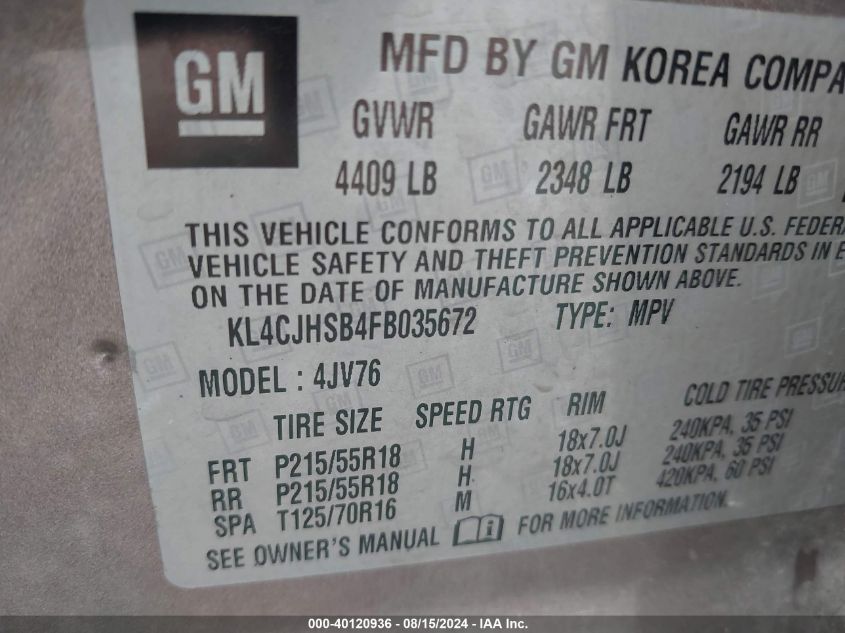 GM
MFD BY GM KOREA COMPA
GVWR GAWR FRT GAWR RR
4409 LB 2348 LB 2194 LB
THIS VEHICLE CONFORMS TO ALL APPLICABLE U.S. FEDERA
VEHICLE SAFETY AND THEFT PREVENTION STANDARDS IN E
ON THE DATE OF MANUFACTURE SHOWN ABOVE.
KL4CJHSB4FB035672 TYPE: MPV
MODEL : 4JV76
TIRE SIZE SPEED RTG RIM COLD TIRE PRESSUR
FRT P215/55R18 H 18x7.0J 240KPA, 35 PSI
RR P215/55R18 H 18x7.0J 240KPA, 35 PSI
SPA T125/70R16 M 16x4.0T 420KPA, 60 PSI
SEE OWNER'S MANUAL FOR MORE INFORMATION.
000-40120936 - 08/15/2024 - IAA Inc.